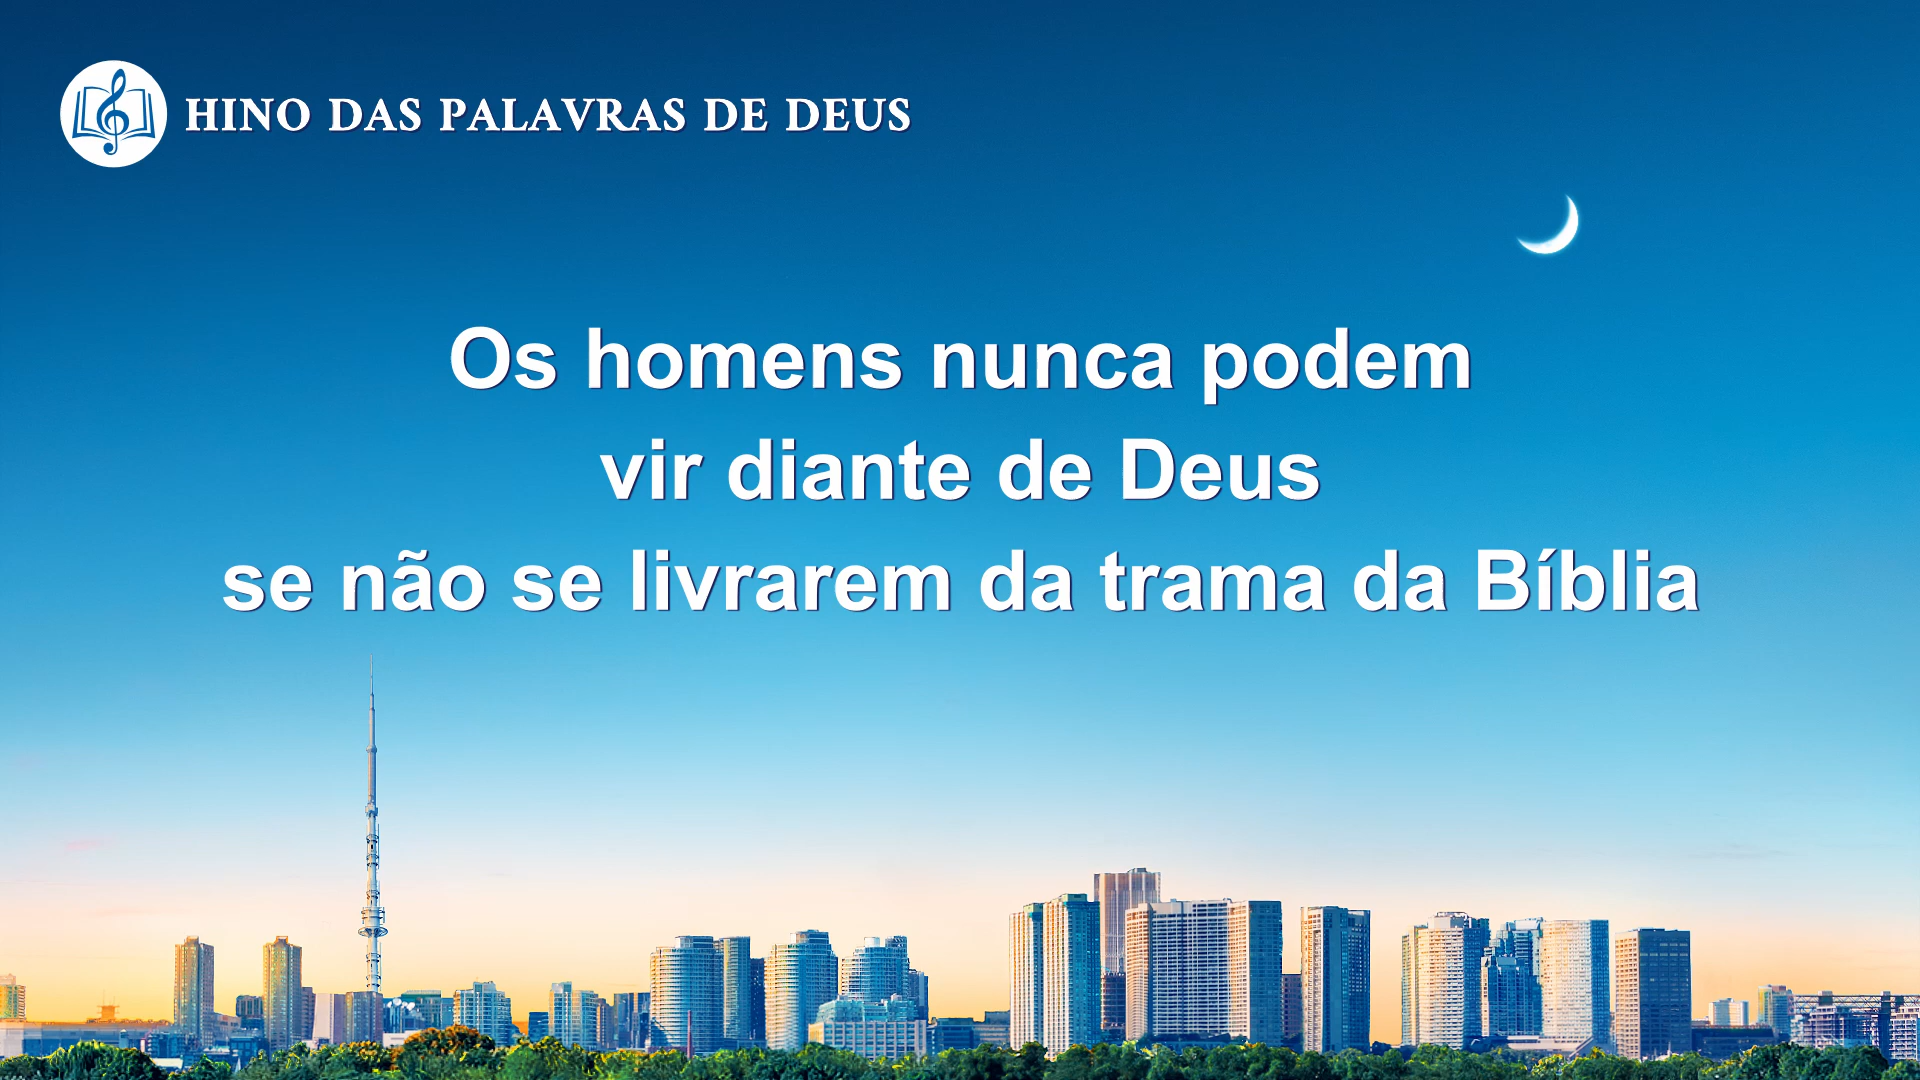 HINO DAS PALAVRAS DE DEUS
Os homens nunca podem
vir diante de Deus
se não se livrarem da trama da Bíblia